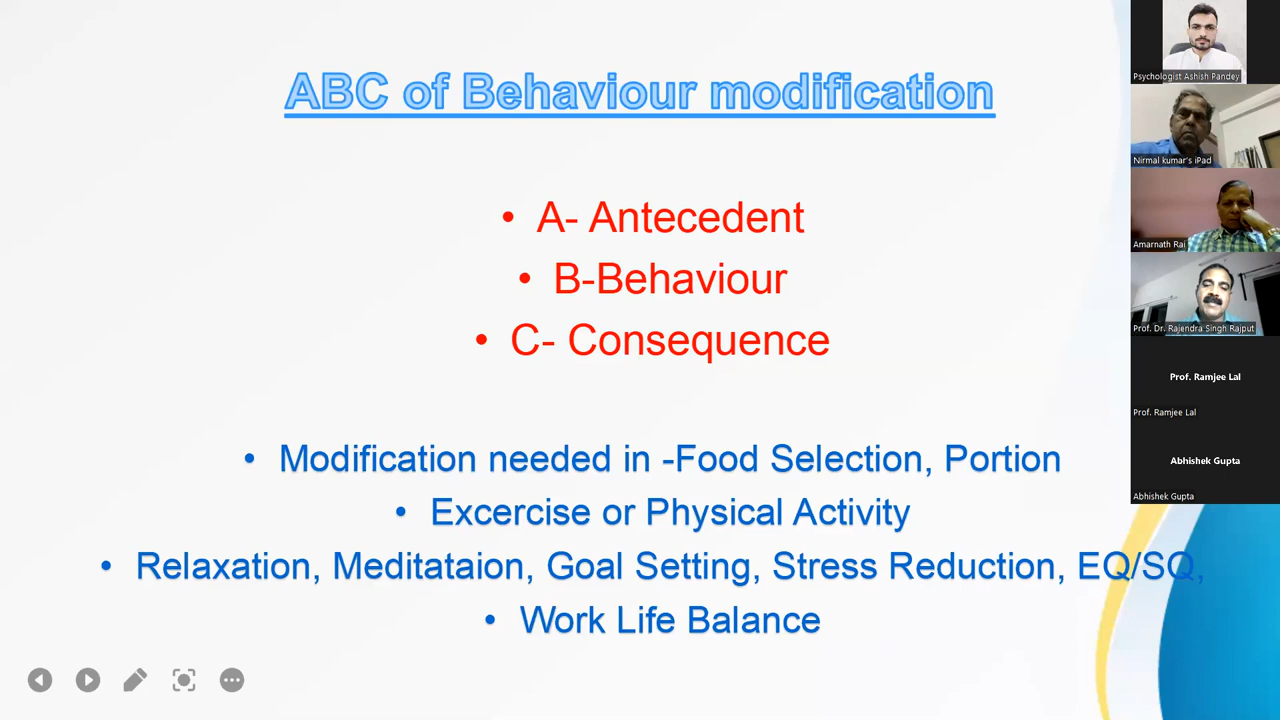 ABC of Behaviour modification
• A- Antecedent
• B-Behaviour
• C- Consequence
• Modification needed in -Food Selection, Portion
• Excercise or Physical Activity
• Relaxation, Meditataion, Goal Setting, Stress Reduction, EQ/SQ,
• Work Life Balance
Psychologist Ashish Pandey
Nirmal kumar's iPad
Amarnath Rai
Prof. Dr. Rajendra Singh Rajput
Prof. Ramjee Lal
Prof. Ramjee Lal
Abhishek Gupta
Abhishek Gupta